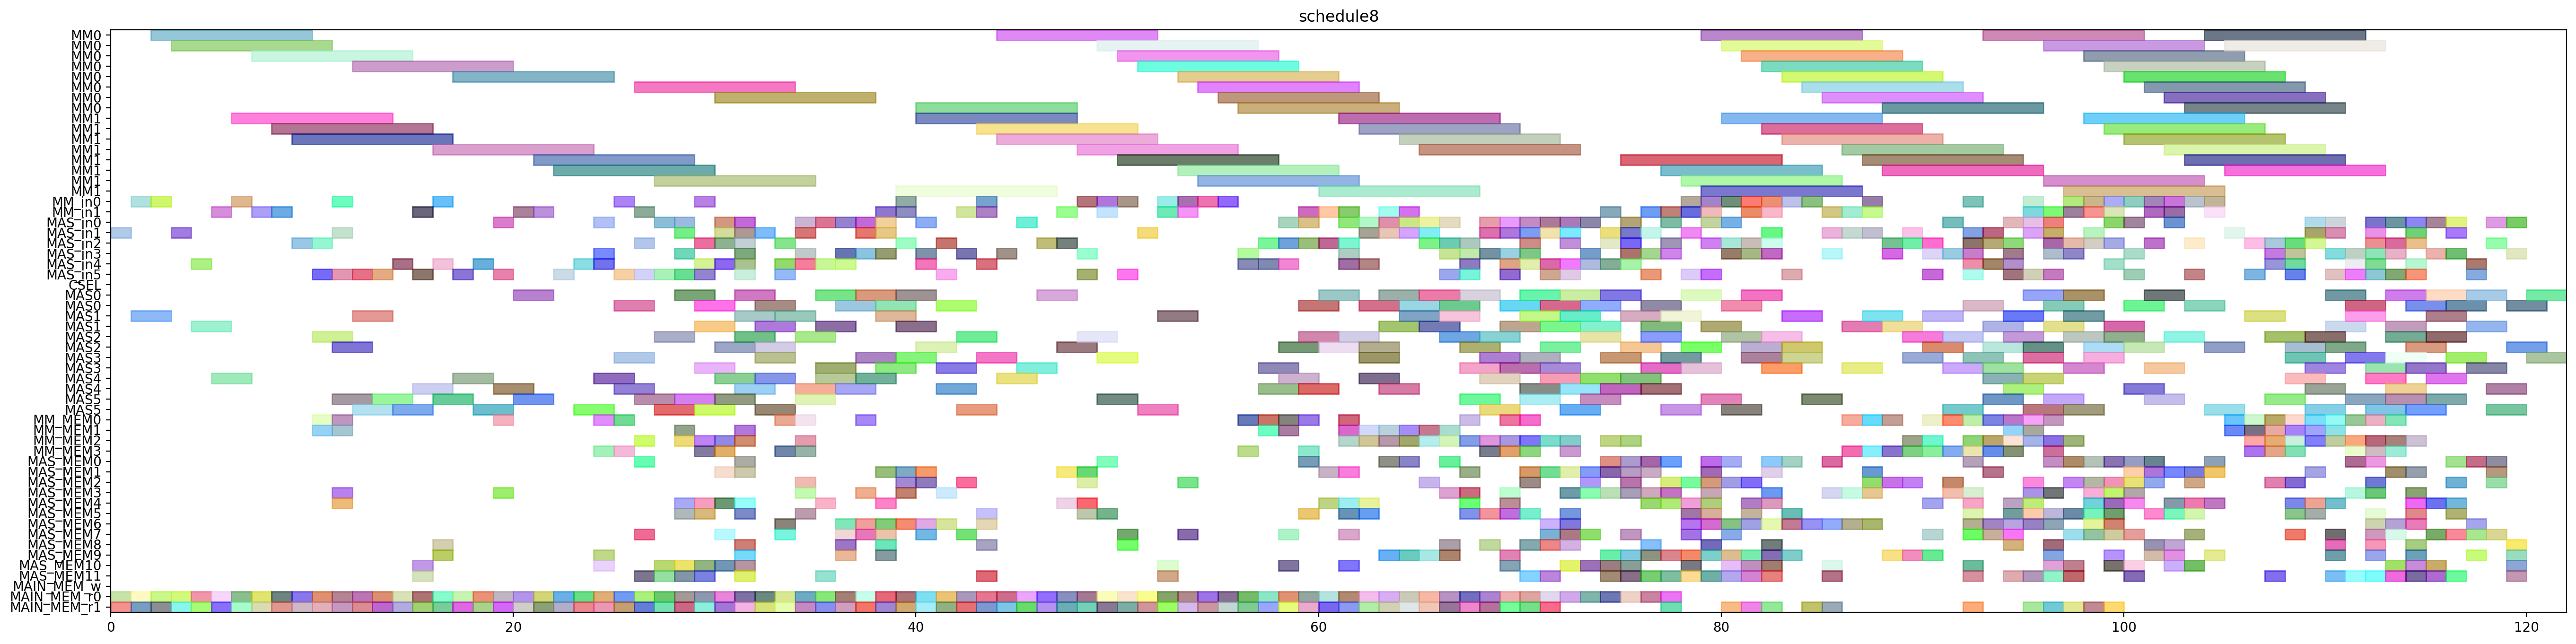 schedule8
MM0
MM0
MM0
MM0
MM0
MM0
MM0
MM0
MM1
MM1
MM1
MM1
MM1
MM1
MM1
MM1
MM_in0
MM_in1
MAS_in0
MAS_in1
MAS_in2
MAS_in3
MAS_in4
MAS_in5
CSEL
MAS0
MAS0
MAS1
MAS1
MAS2
MAS2
MAS3
MAS3
MAS4
MAS4
MAS5
MAS5
MM_MEM0
MM_MEM1
MM_MEM2
MM_MEM3
MAS_MEM0
MAS_MEM1
MAS_MEM2
MAS_MEM3
MAS_MEM4
MAS_MEM5
MAS_MEM6
MAS_MEM7
MAS_MEM8
MAS_MEM9
MAS_MEM10
MAS_MEM11
MAIN_MEM_w
MAIN_MEM_r0
MAIN_MEM_r1
0 20 40 60 80 100 120